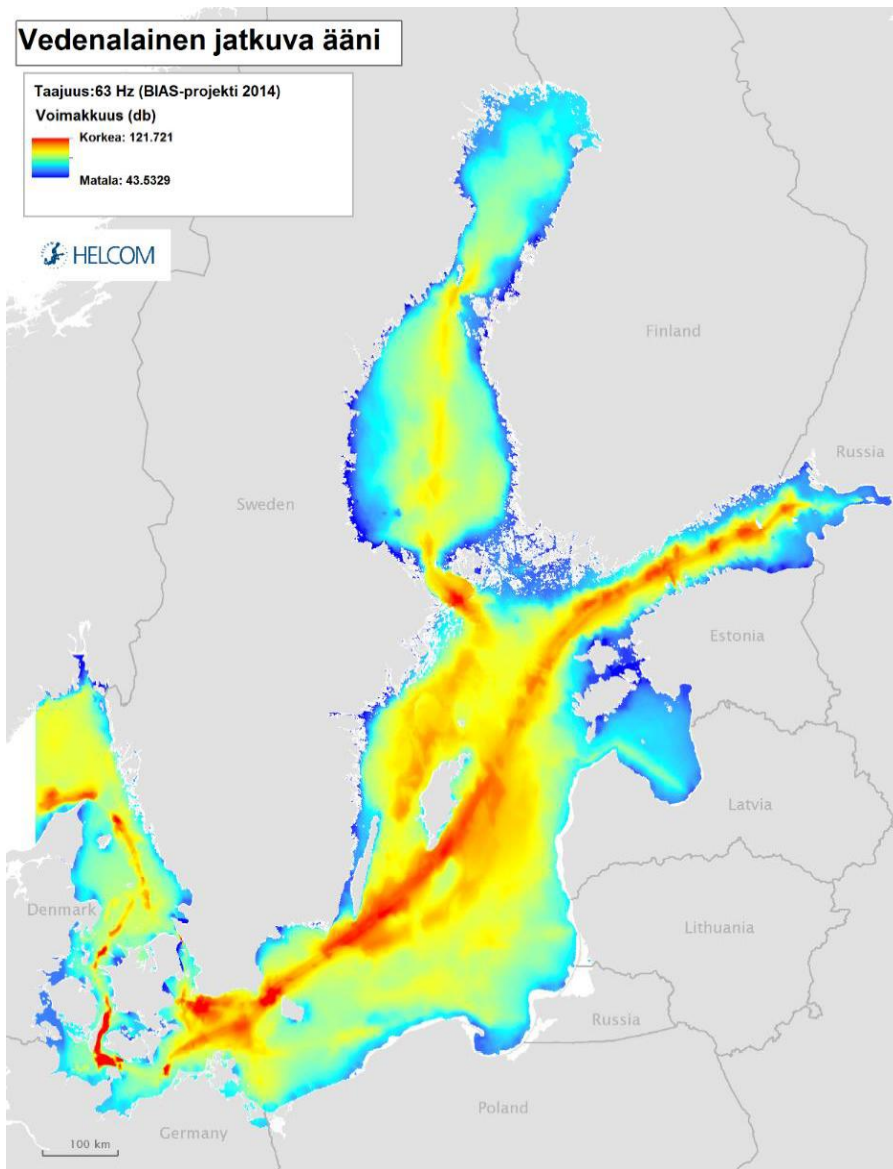 Vedenalainen jatkuva ääni
Taajuus:63 Hz (BIAS-projekti 2014)
Voimakkuus (db)
Korkea: 121.721
Matala: 43.5329
HELCOM
Finland
Russia
Sweden
Estonia
Latvia
Denmark
Lithuania
Russia
Poland
Germany
100 km